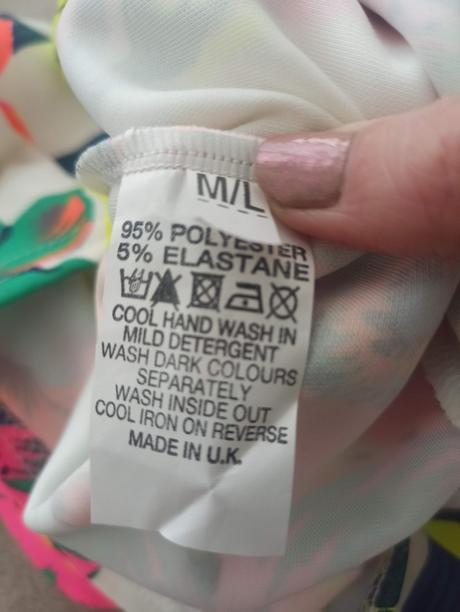 M/L
95% POLYESTER
5% ELASTANE
COOL HAND WASH IN
MILD DETERGENT
WASH DARK COLOURS
SEPARATELY
WASH INSIDE OUT
COOL IRON ON REVERSE
MADE IN U.K.